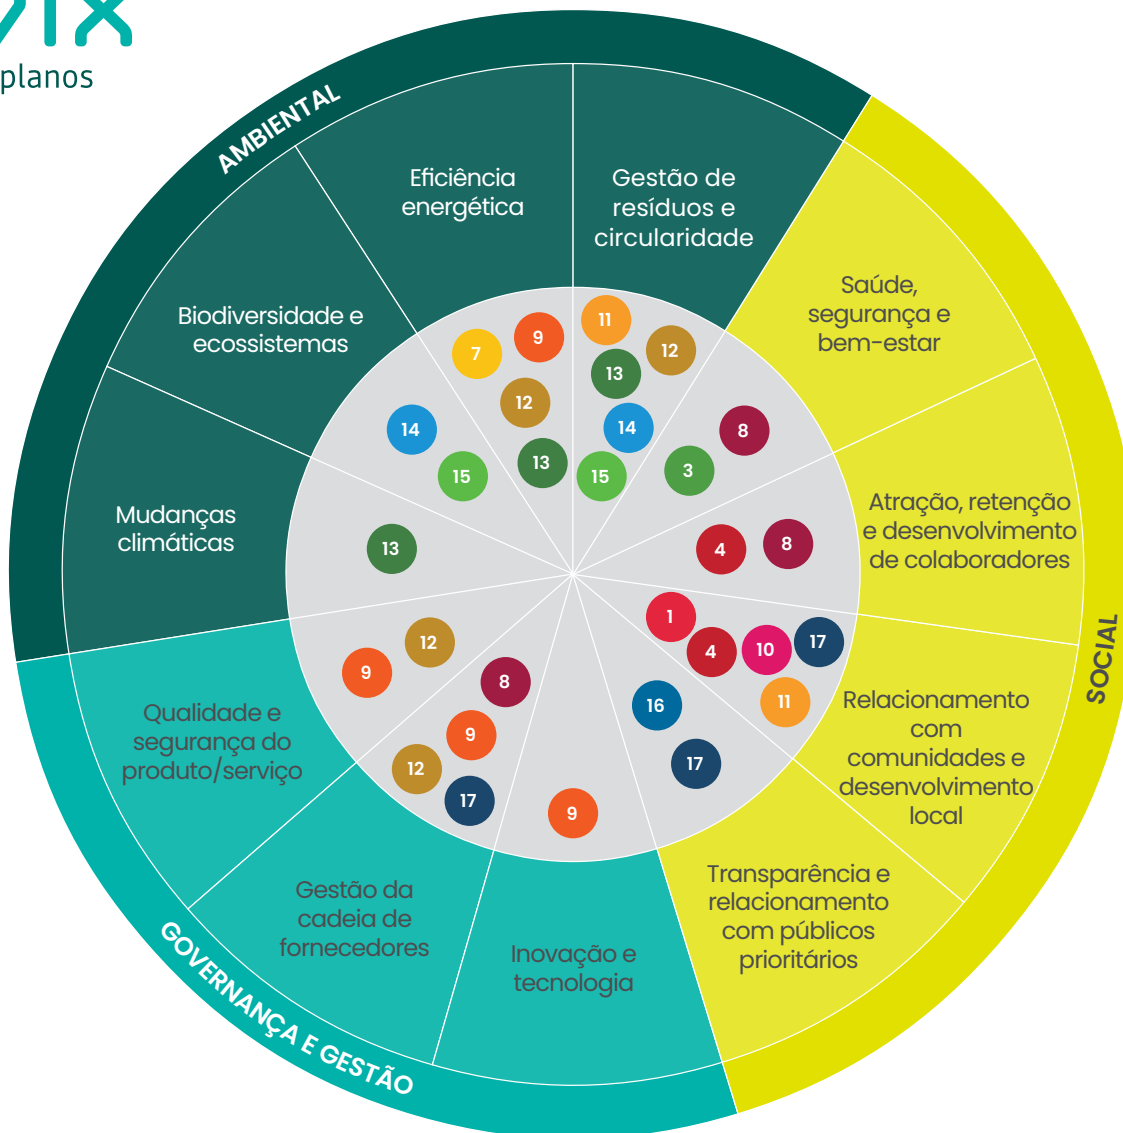 planos
AMBIENTAL
Eficiência
energética
Gestão de
resíduos e
circularidade
Biodiversidade e
ecossistemas
Mudanças
climáticas
Saúde,
segurança e
bem-estar
Atração, retenção
e desenvolvimento
de colaboradores
SOCIAL
Relacionamento
com
comunidades e
desenvolvimento
local
Transparência e
relacionamento
com públicos
prioritários
Inovação e
tecnologia
Gestão da
cadeia de
fornecedores
Qualidade e
segurança do
produto/serviço
GOVERNANÇA E GESTÃO
7
9
12
13
11
12
13
14
15
14
15
13
8
3
4
8
1
4
10
17
11
16
17
9
8
9
12
17
12
9